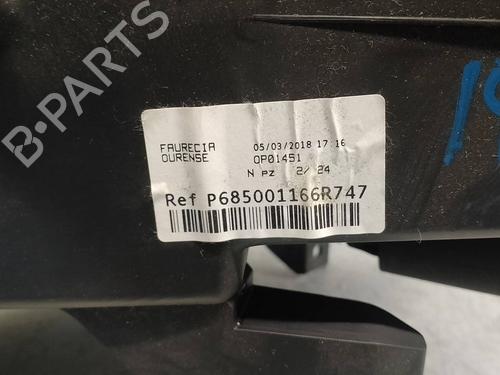 FAURECIA 05/03/2018 17:16
OURENSE OP01451
N pz 2/ 24
Ref P685001166R747
B-PARTS